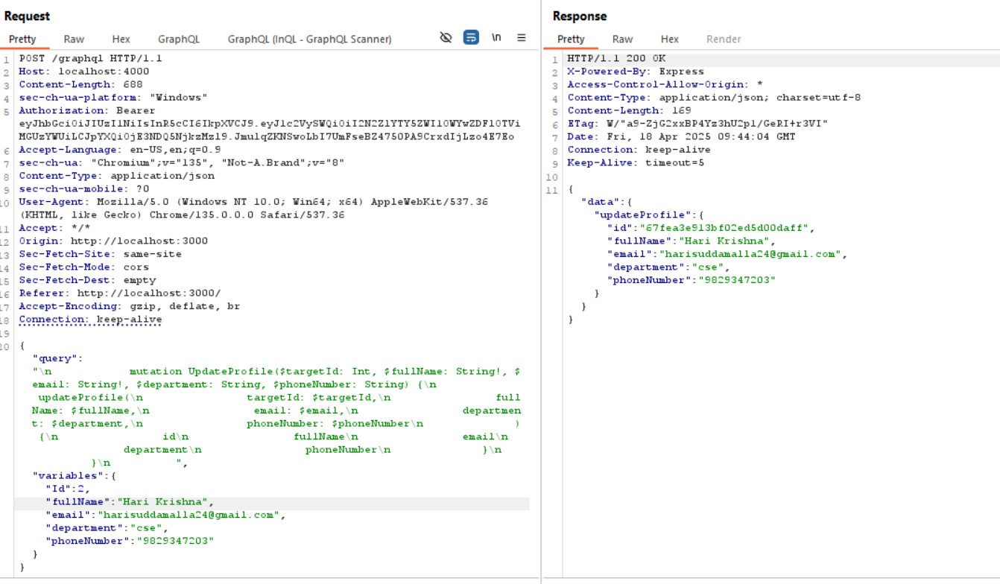 Request
Pretty Raw Hex GraphQL GraphQL (InQL - GraphQL Scanner) \n
1 POST /graphql HTTP/1.1
2 Host: localhost:4000
3 Content-Length: 688
4 sec-ch-ua-platform: "Windows"
5 Authorization: Bearer
6 Accept-Language: en-US,en;q=0.9
7 sec-ch-ua: "Chromium";v="135", "Not-A.Brand";v="8"
8 Content-Type: application/json
9 sec-ch-ua-mobile: ?0
10 User-Agent: Mozilla/5.0 (Windows NT 10.0; Win64; x64) AppleWebKit/537.36
(KHTML, like Gecko) Chrome/135.0.0.0 Safari/537.36
11 Accept: */*
12 Origin: http://localhost:3000
13 Sec-Fetch-Site: same-site
14 Sec-Fetch-Mode: cors
15 Sec-Fetch-Dest: empty
16 Referer: http://localhost:3000/
17 Accept-Encoding: gzip, deflate, br
18 Connection: keep-alive
19
20 {
"query":
"\n mutation UpdateProfile($targetId: Int, $fullName: String!, $
email: String!, $department: String, $phoneNumber: String) {\n
updateProfile(\n targetId: $targetId,\n full
Name: $fullName,\n email: $email,\n departmen
t: $department,\n phoneNumber: $phoneNumber\n )
{\n id\n fullName\n email\n
department\n phoneNumber\n }\n
}\n ",
"variables":{
"Id":2,
"fullName":"Hari Krishna",
"email":"harisuddamalla24@gmail.com",
"department":"cse",
"phoneNumber":"9829347203"
}
}
Response
Pretty Raw Hex Render
1 HTTP/1.1 200 OK
2 X-Powered-By: Express
3 Access-Control-Allow-Origin: *
4 Content-Type: application/json; charset=utf-8
5 Content-Length: 169
6 ETag: W/"a9-ZjG2xxBP4Yz3hU2pl/GeRI+r3VI"
7 Date: Fri, 18 Apr 2025 09:44:04 GMT
8 Connection: keep-alive
9 Keep-Alive: timeout=5
10
11 {
"data":{
"updateProfile":{
"id":"67fea3e913bf02ed5d00daff",
"fullName":"Hari Krishna",
"email":"harisuddamalla24@gmail.com",
"department":"cse",
"phoneNumber":"9829347203"
}
}
}